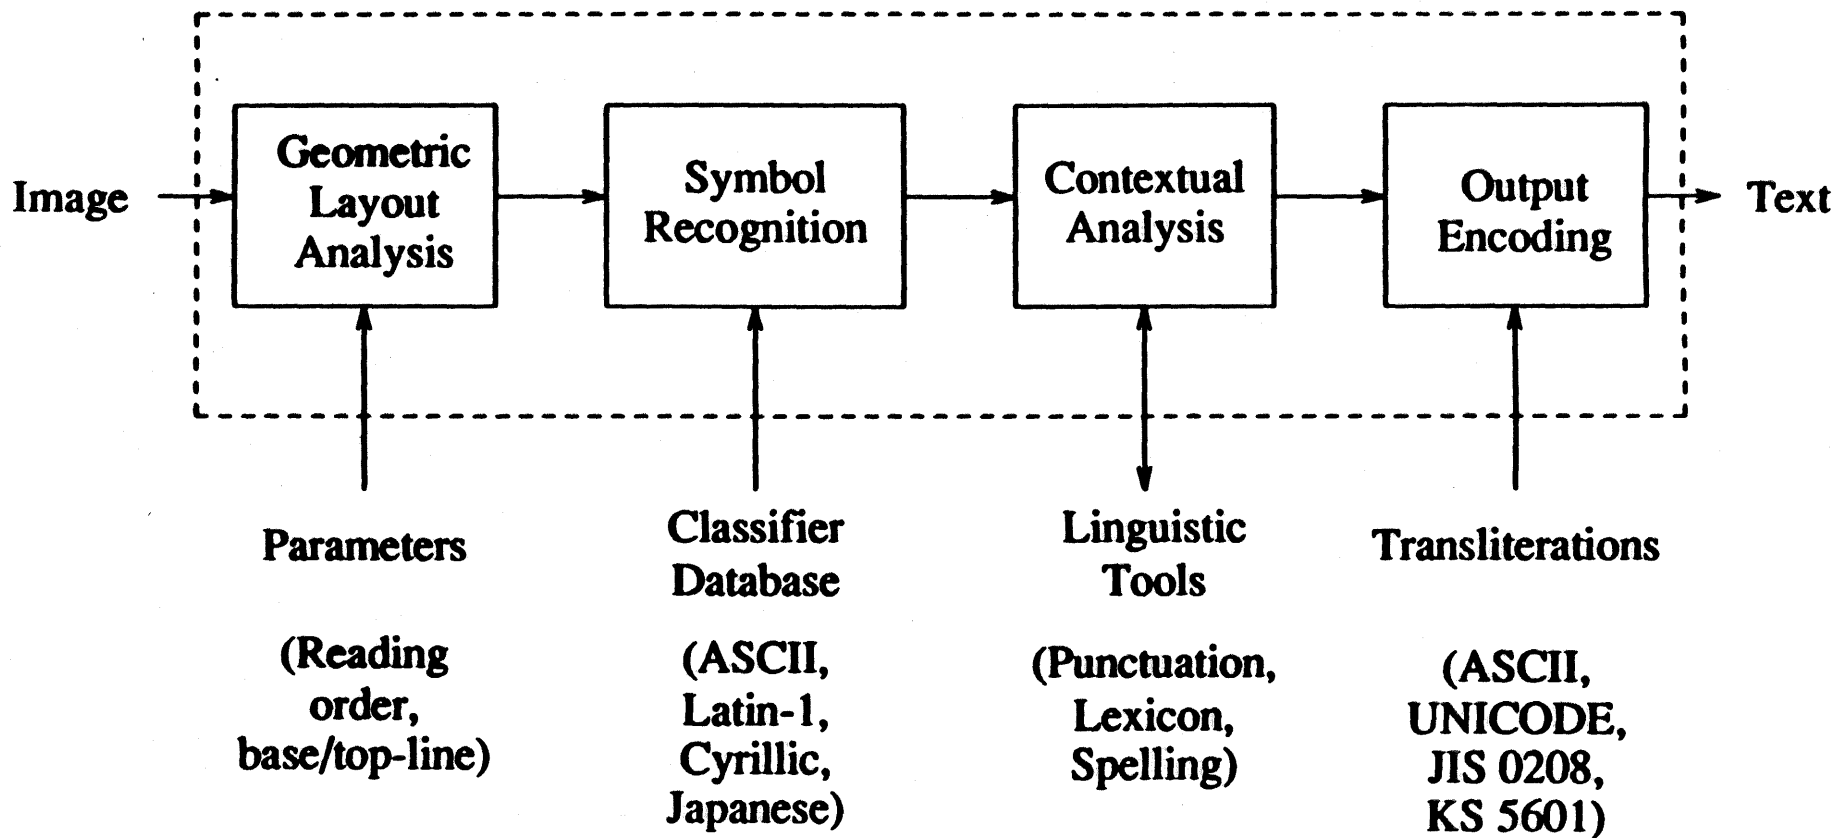 Image
Geometric
Layout
Analysis
Symbol
Recognition
Contextual
Analysis
Output
Encoding
Text
Parameters
(Reading
order,
base/top-line)
Classifier
Database
(ASCII,
Latin-1,
Cyrillic,
Japanese)
Linguistic
Tools
(Punctuation,
Lexicon,
Spelling)
Transliterations
(ASCII,
UNICODE,
JIS 0208,
KS 5601)